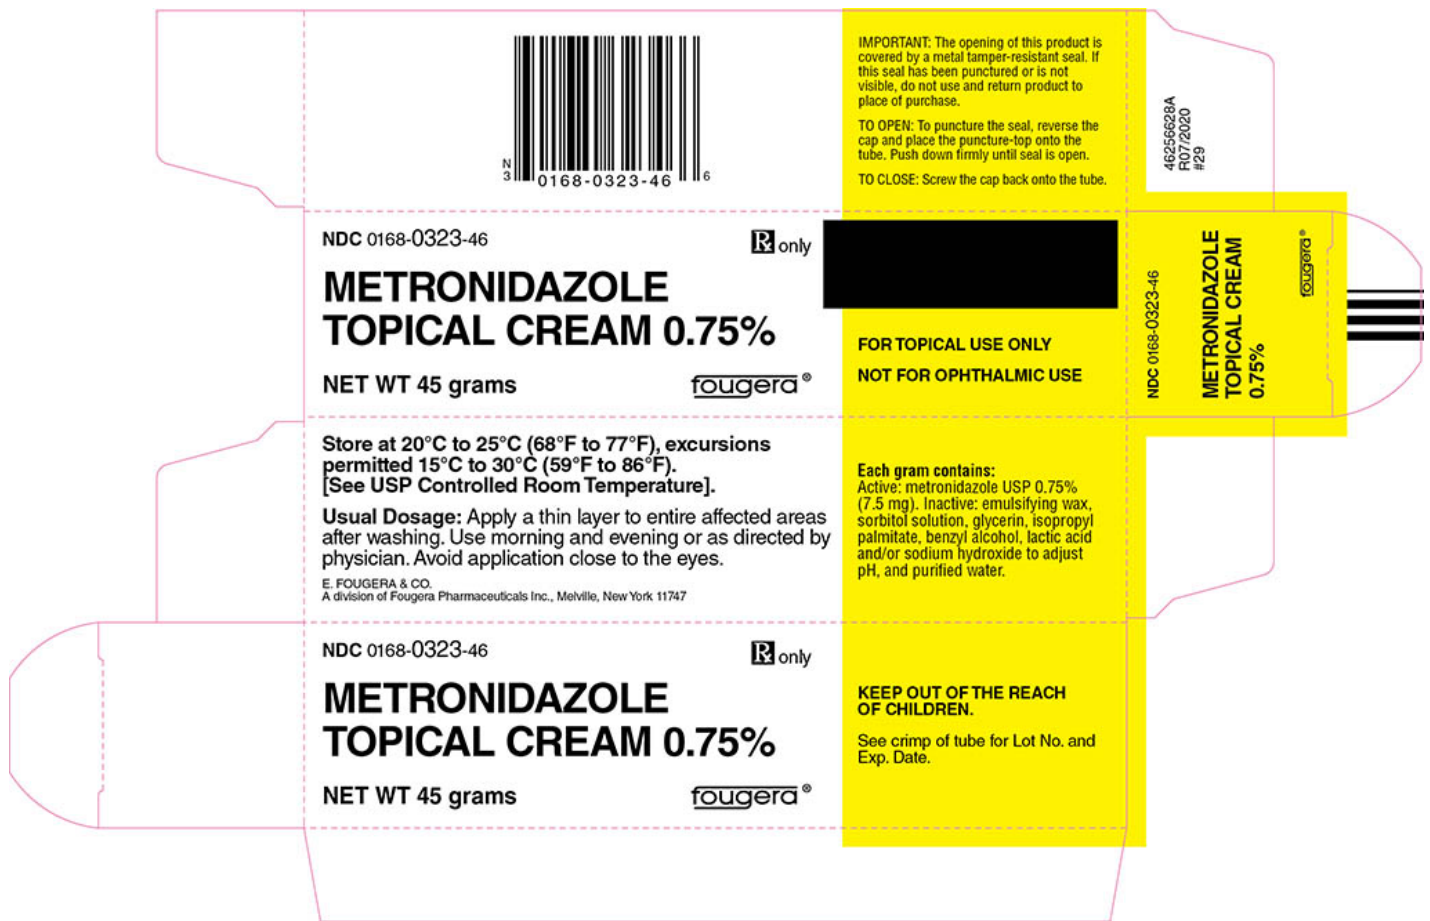 N
3
0168-0323-46
6
IMPORTANT: The opening of this product is
covered by a metal tamper-resistant seal. If
this seal has been punctured or is not
visible, do not use and return product to
place of purchase.
TO OPEN: To puncture the seal, reverse the
cap and place the puncture-top onto the
tube. Push down firmly until seal is open.
TO CLOSE: Screw the cap back onto the tube.
46256628A
R07/2020
#29
NDC 0168-0323-46
Rx only
METRONIDAZOLE
TOPICAL CREAM 0.75%
NET WT 45 grams
fougera®
FOR TOPICAL USE ONLY
NOT FOR OPHTHALMIC USE
NDC 0168-0323-46
METRONIDAZOLE
TOPICAL CREAM
0.75%
fougera®
Store at 20°C to 25°C (68°F to 77°F), excursions
permitted 15°C to 30°C (59°F to 86°F).
[See USP Controlled Room Temperature].
Usual Dosage: Apply a thin layer to entire affected areas
after washing. Use morning and evening or as directed by
physician. Avoid application close to the eyes.
E. FOUGERA & CO.
A division of Fougera Pharmaceuticals Inc., Melville, New York 11747
Each gram contains:
Active: metronidazole USP 0.75%
(7.5 mg). Inactive: emulsifying wax,
sorbitol solution, glycerin, isopropyl
palmitate, benzyl alcohol, lactic acid
and/or sodium hydroxide to adjust
pH, and purified water.
NDC 0168-0323-46
Rx only
METRONIDAZOLE
TOPICAL CREAM 0.75%
NET WT 45 grams
fougera®
KEEP OUT OF THE REACH
OF CHILDREN.
See crimp of tube for Lot No. and
Exp. Date.